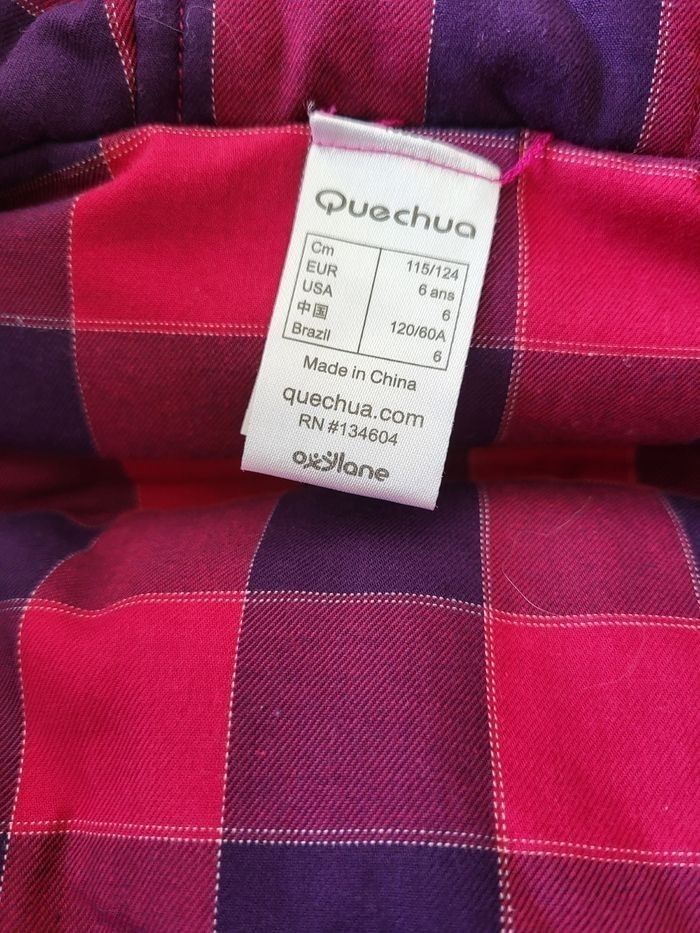 Quechua
Cm 115/124
EUR 6 ans
USA 6
中国 120/60A
Brazil 6
Made in China
quechua.com
RN #134604
oxylane